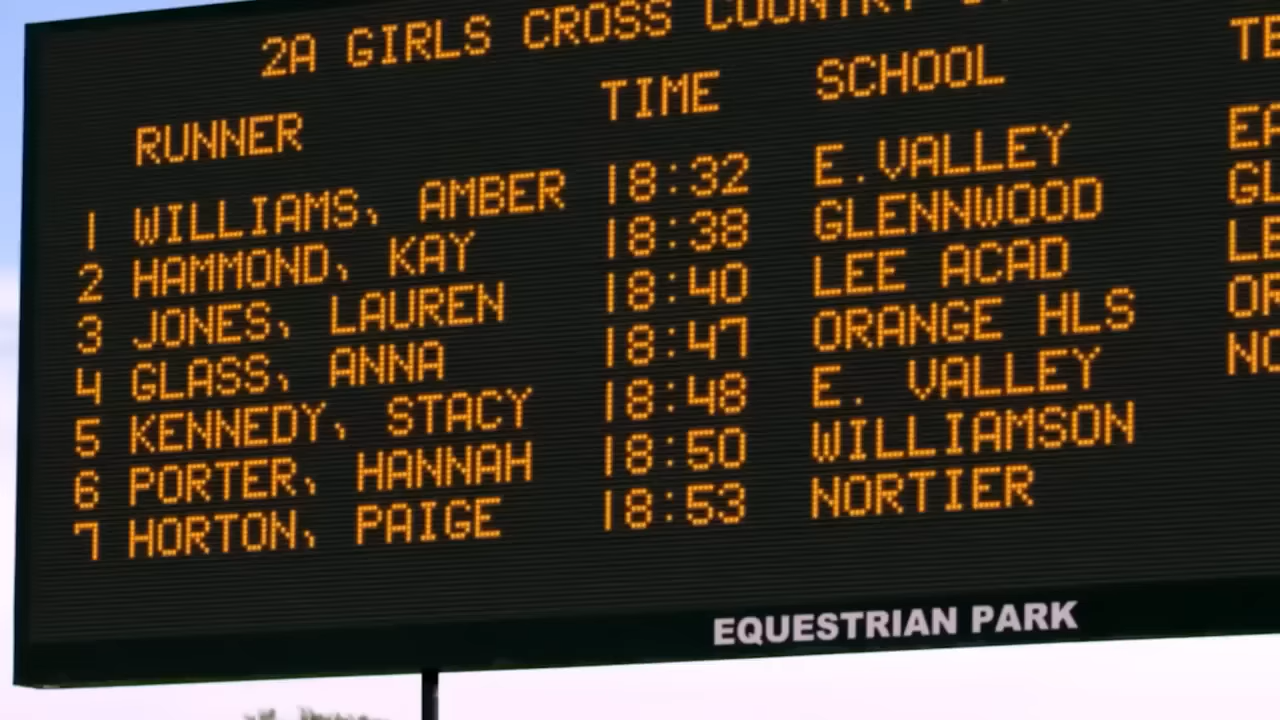 2A GIRLS CROSS COUNTRY
RUNNER TIME SCHOOL
1 WILLIAMS, AMBER 18:32 E.VALLEY
2 HAMMOND, KAY 18:38 GLENNWOOD
3 JONES, LAUREN 18:40 LEE ACAD
4 GLASS, ANNA 18:47 ORANGE HLS
5 KENNEDY, STACY 18:48 E. VALLEY
6 PORTER, HANNAH 18:50 WILLIAMSON
7 HORTON, PAIGE 18:53 NORTIER
EQUESTRIAN PARK